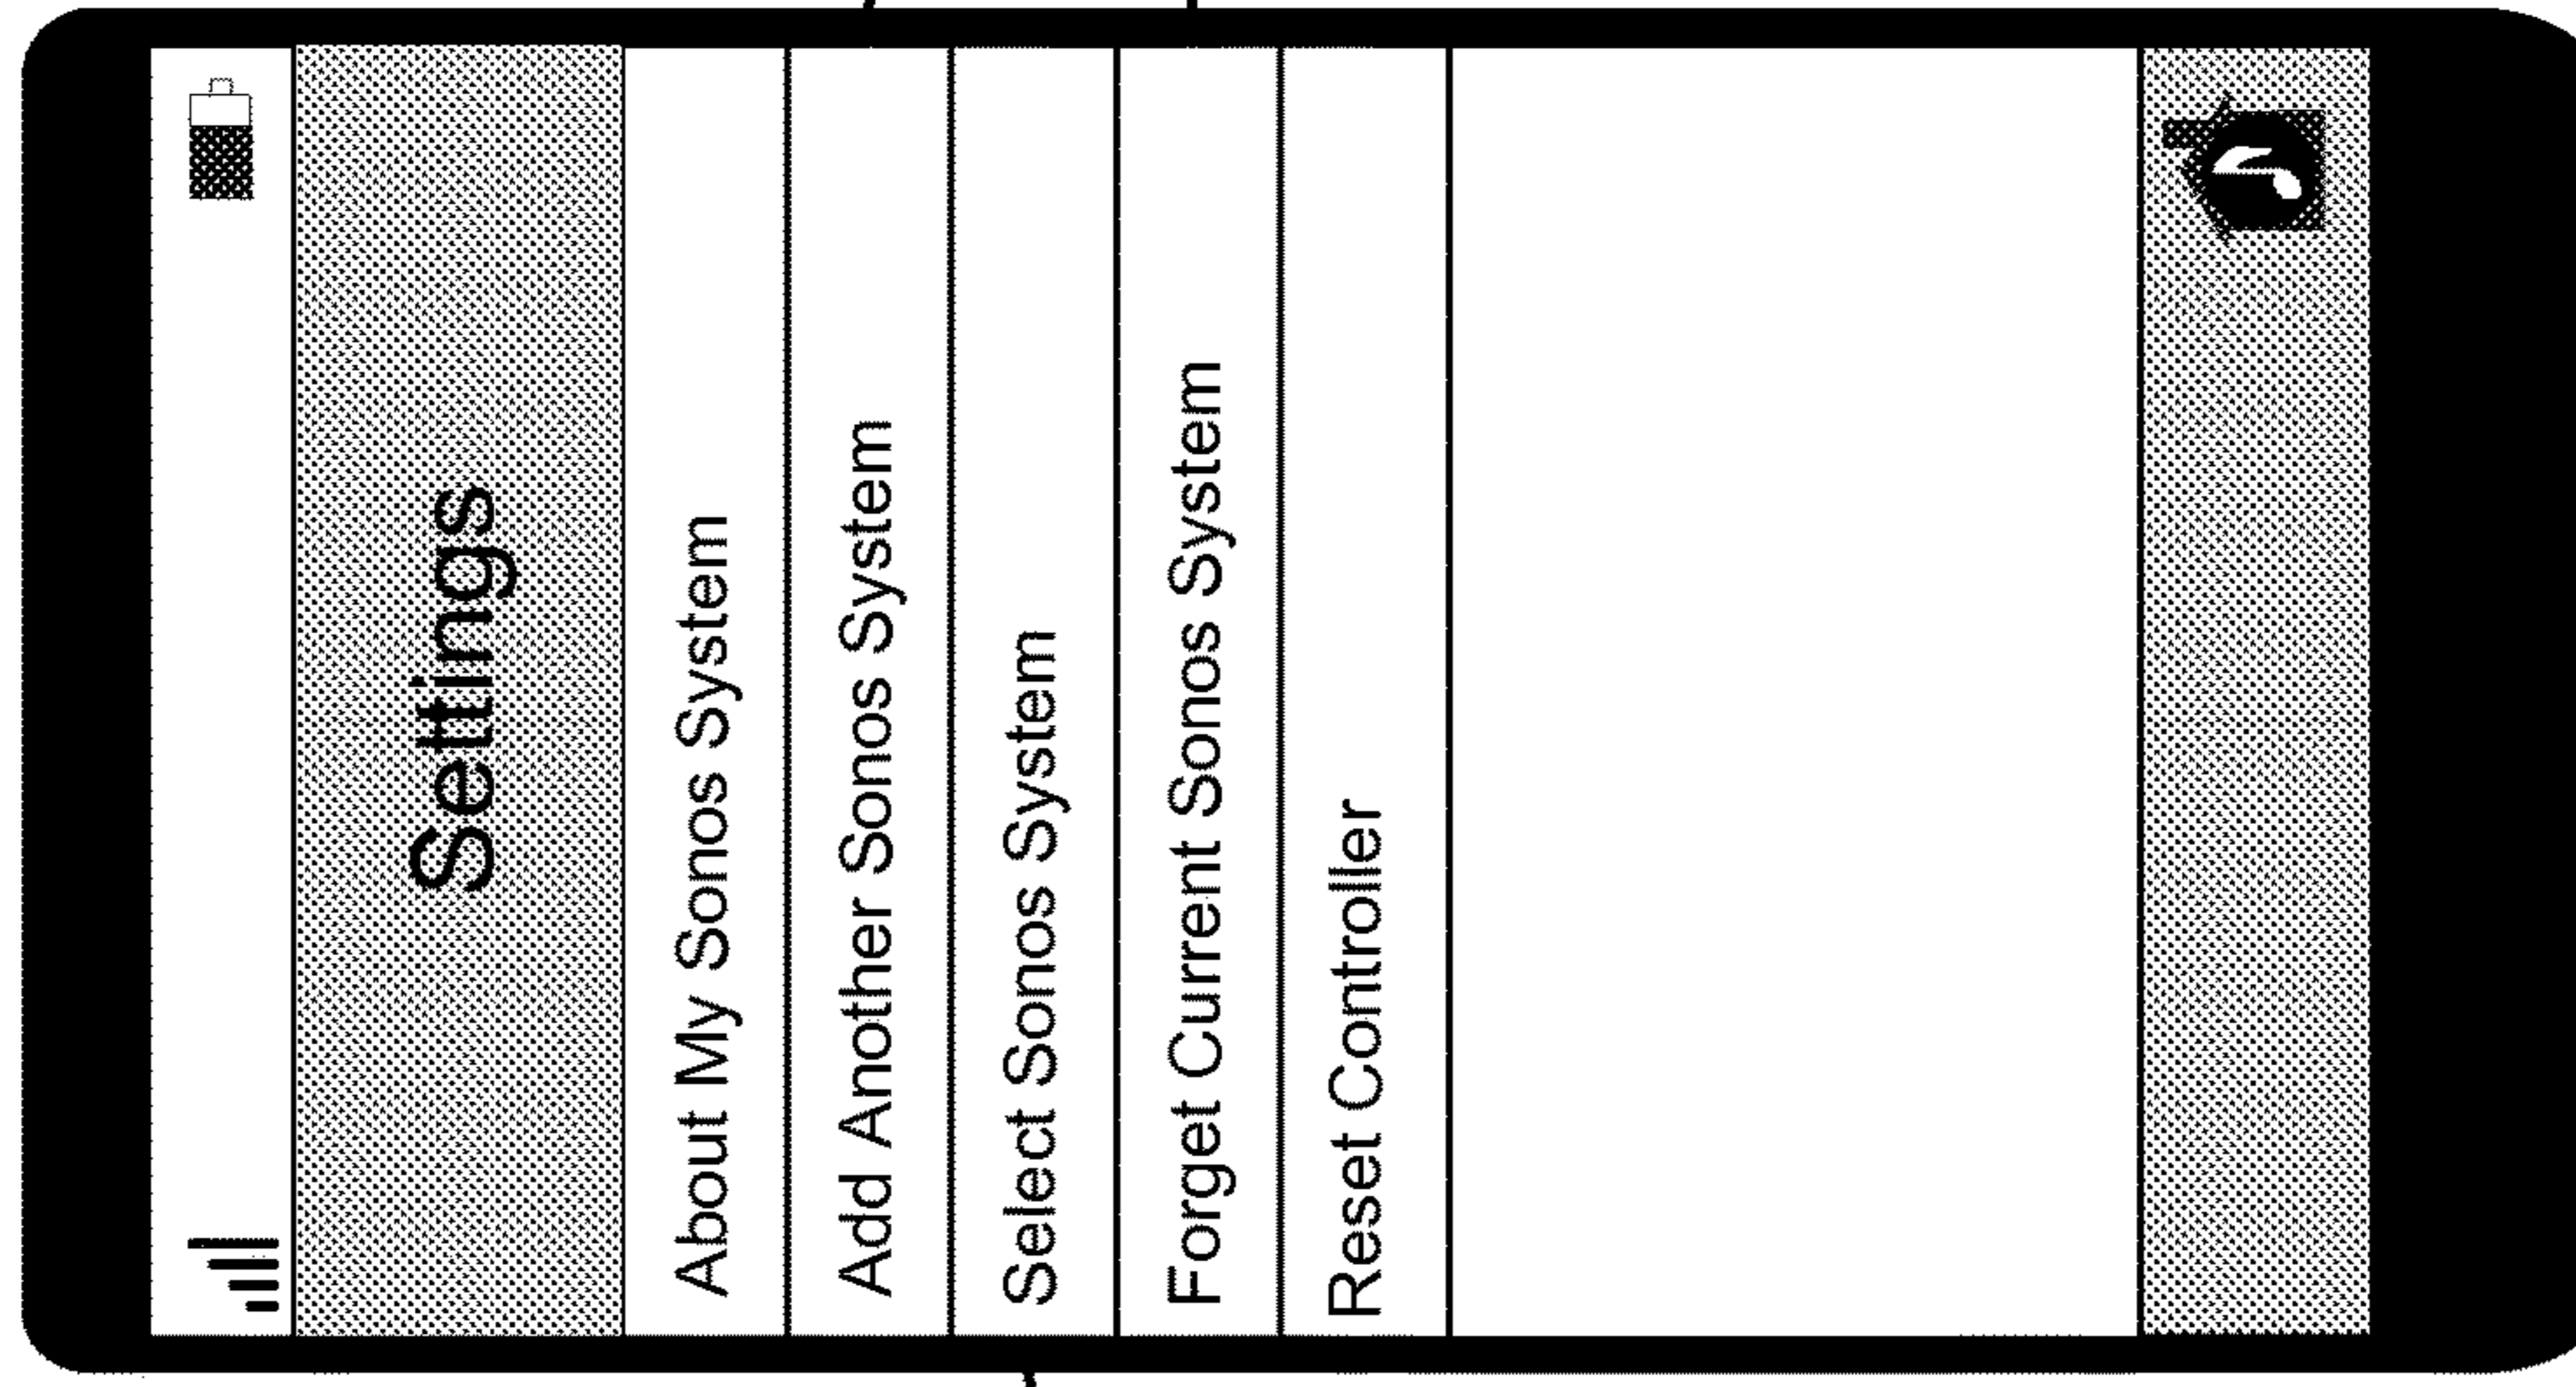 Settings
About My Sonos System
Add Another Sonos System
Select Sonos System
Forget Current Sonos System
Reset Controller